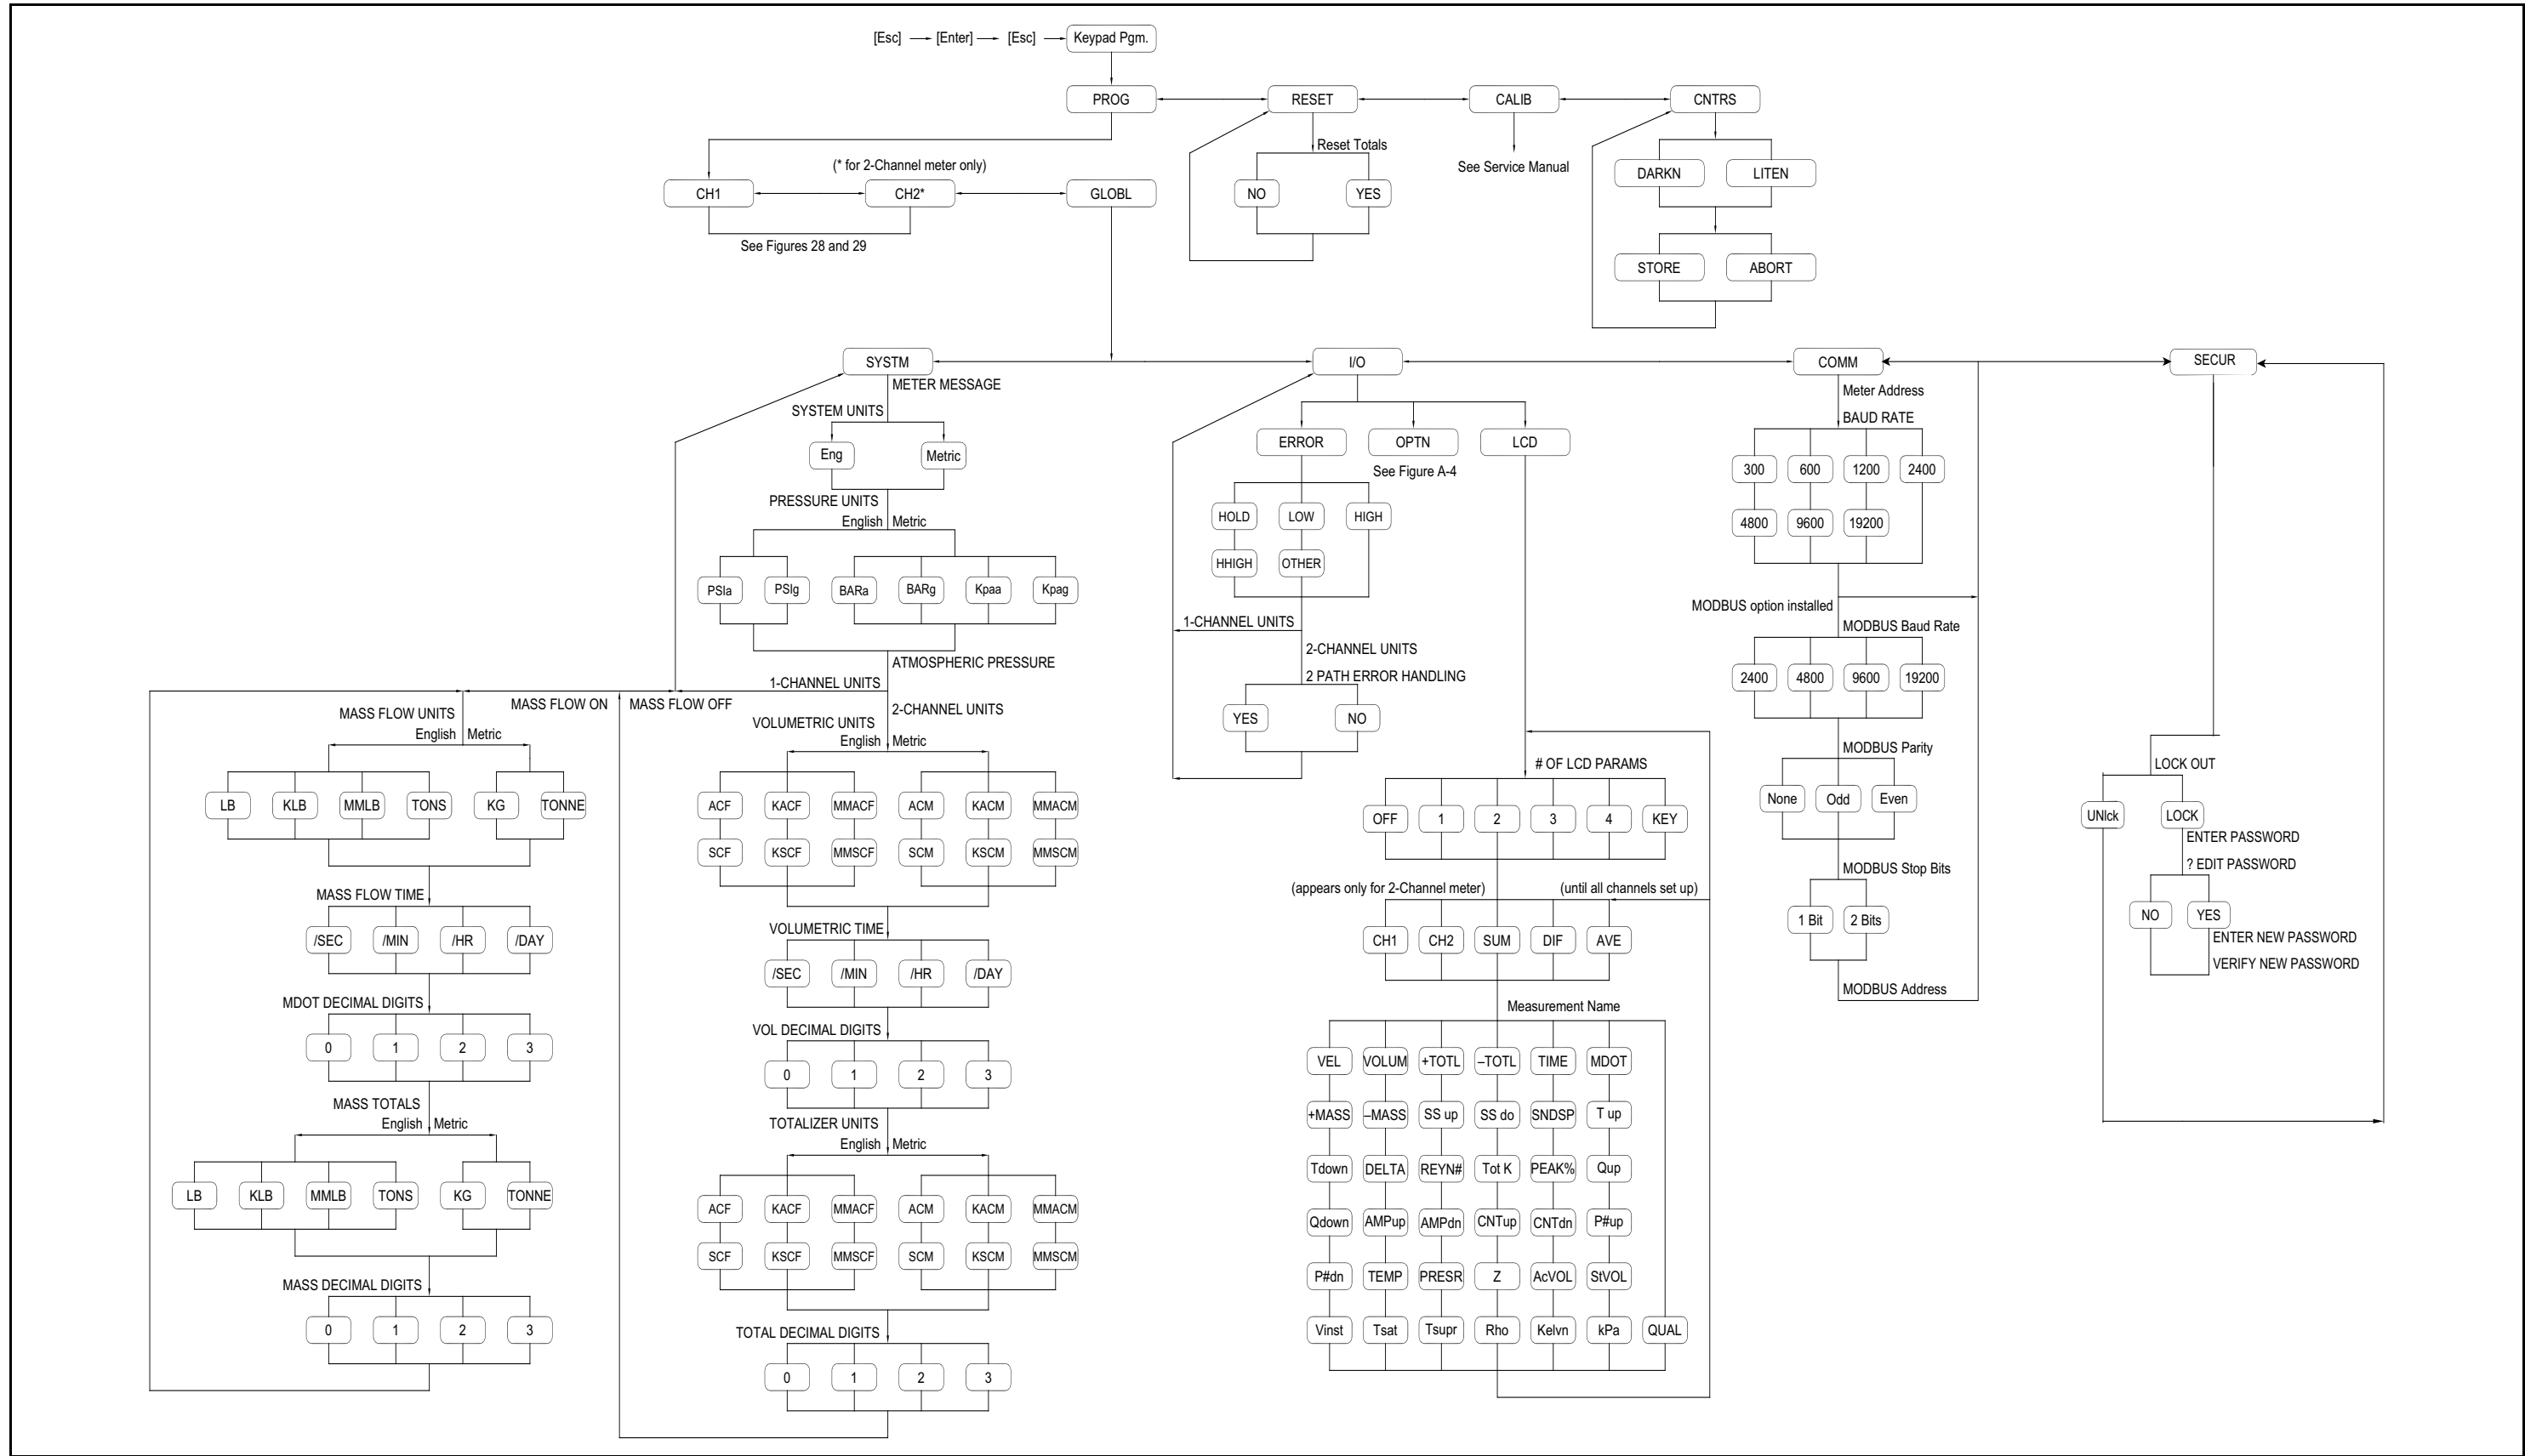 [Esc] [Enter] [Esc] Keypad Pgm.
PROG RESET CALIB CNTRS
Reset Totals
(* for 2-Channel meter only)
See Service Manual
DARKN LITEN
CH1 CH2* GLOBL
NO YES
See Figures 28 and 29
STORE ABORT
SYSTM I/O COMM SECUR
METER MESSAGE
Meter Address
SYSTEM UNITS
BAUD RATE
Eng Metric
ERROR OPTN LCD
See Figure A-4
300 600 1200 2400
PRESSURE UNITS
English Metric
HOLD LOW HIGH
4800 9600 19200
HHIGH OTHER
PSIa PSIg BARa BARg Kpaa Kpag
MODBUS option installed
1-CHANNEL UNITS
MODBUS Baud Rate
2-CHANNEL UNITS
ATMOSPHERIC PRESSURE
2 PATH ERROR HANDLING
1-CHANNEL UNITS
2400 4800 9600 19200
MASS FLOW ON MASS FLOW OFF
2-CHANNEL UNITS
MASS FLOW UNITS
VOLUMETRIC UNITS
YES NO
English Metric
English Metric
MODBUS Parity
# OF LCD PARAMS
LOCK OUT
LB KLB MMLB TONS KG TONNE
ACF KACF MMACF ACM KACM MMACM
None Odd Even
OFF 1 2 3 4 KEY
UNlck LOCK
ENTER PASSWORD
SCF KSCF MMSCF SCM KSCM MMSCM
? EDIT PASSWORD
MODBUS Stop Bits
MASS FLOW TIME
(appears only for 2-Channel meter) (until all channels set up)
1 Bit 2 Bits
NO YES
VOLUMETRIC TIME
/SEC /MIN /HR /DAY
CH1 CH2 SUM DIF AVE
ENTER NEW PASSWORD
VERIFY NEW PASSWORD
/SEC /MIN /HR /DAY
MODBUS Address
MDOT DECIMAL DIGITS
Measurement Name
VOL DECIMAL DIGITS
0 1 2 3
VEL VOLUM +TOTL –TOTL TIME MDOT
0 1 2 3
MASS TOTALS
+MASS –MASS SS up SS do SNDSP T up
English Metric
TOTALIZER UNITS
English Metric
Tdown DELTA REYN# Tot K PEAK% Qup
LB KLB MMLB TONS KG TONNE
ACF KACF MMACF ACM KACM MMACM
Qdown AMPup AMPdn CNTup CNTdn P#up
SCF KSCF MMSCF SCM KSCM MMSCM
P#dn TEMP PRESR Z AcVOL StVOL
MASS DECIMAL DIGITS
0 1 2 3
TOTAL DECIMAL DIGITS
Vinst Tsat Tsupr Rho Kelvn kPa QUAL
0 1 2 3